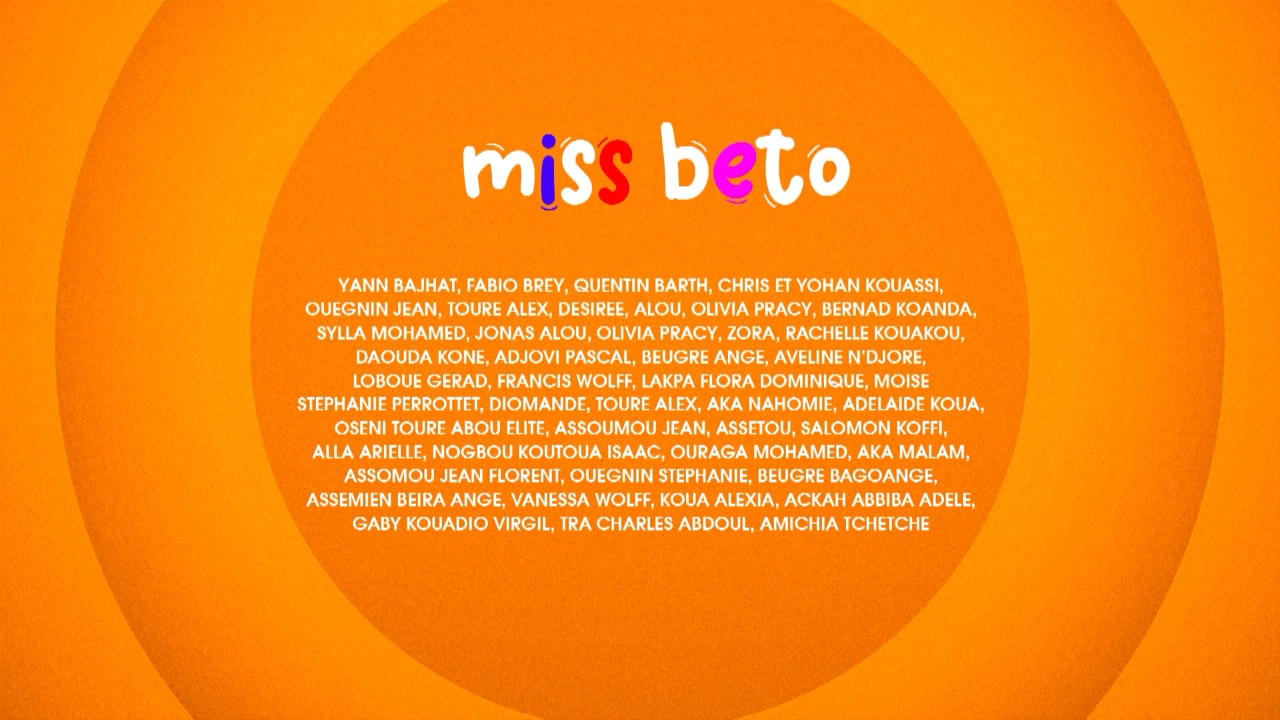 miss beto
YANN BAJHAT, FABIO BREY, QUENTIN BARTH, CHRIS ET YOHAN KOUASSI,
OUEGNIN JEAN, TOURE ALEX, DESIREE, ALOU, OLIVIA PRACY, BERNAD KOANDA,
SYLLA MOHAMED, JONAS ALOU, OLIVIA PRACY, ZORA, RACHELLE KOUAKOU,
DAOUDA KONE, ADJOVI PASCAL, BEUGRE ANGE, AVELINE N'DJORE,
LOBOUE GERAD, FRANCIS WOLFF, LAKPA FLORA DOMINIQUE, MOISE
STEPHANIE PERROTTET, DIOMANDE, TOURE ALEX, AKA NAHOMIE, ADELAIDE KOUA,
OSENI TOURE ABOU ELITE, ASSOUMOU JEAN, ASSETOU, SALOMON KOFFI,
ALLA ARIELLE, NOGBOU KOUTOUA ISAAC, OURAGA MOHAMED, AKA MALAM,
ASSOMOU JEAN FLORENT, OUEGNIN STEPHANIE, BEUGRE BAGOANGE,
ASSEMIEN BEIRA ANGE, VANESSA WOLFF, KOUA ALEXIA, ACKAH ABBIBA ADELE,
GABY KOUADIO VIRGIL, TRA CHARLES ABDOUL, AMICHIA TCHETCHE